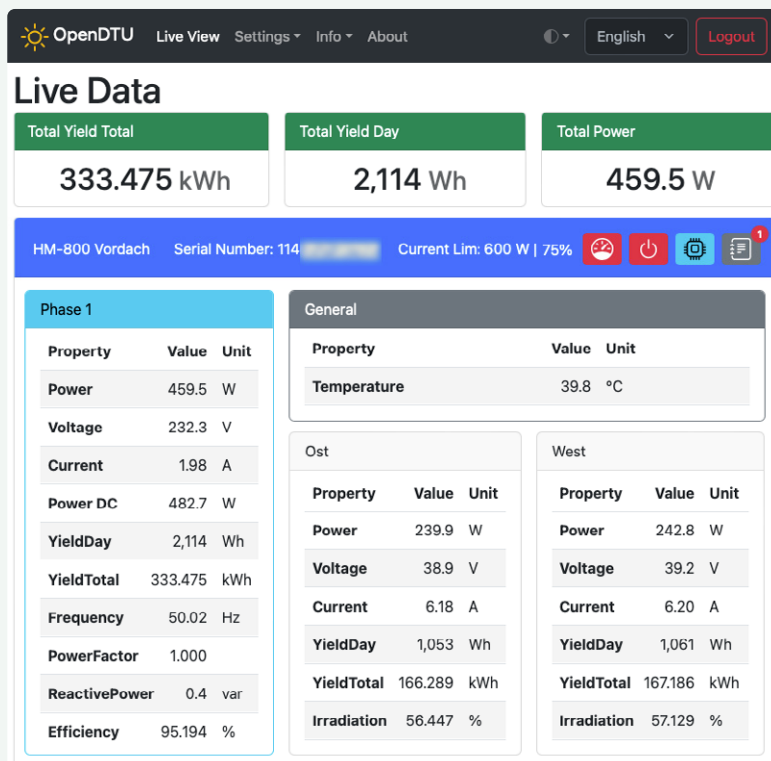 OpenDTU Live View Settings Info About English Logout
Live Data
Total Yield Total
333.475 kWh
Total Yield Day
2,114 Wh
Total Power
459.5 W
HM-800 Vordach Serial Number: 114 Current Lim: 600 W | 75% 1
Phase 1
Property Value Unit
Power 459.5 W
Voltage 232.3 V
Current 1.98 A
Power DC 482.7 W
YieldDay 2,114 Wh
YieldTotal 333.475 kWh
Frequency 50.02 Hz
PowerFactor 1.000
ReactivePower 0.4 var
Efficiency 95.194 %
General
Property Value Unit
Temperature 39.8 °C
Ost
Property Value Unit
Power 239.9 W
Voltage 38.9 V
Current 6.18 A
YieldDay 1,053 Wh
YieldTotal 166.289 kWh
Irradiation 56.447 %
West
Property Value Unit
Power 242.8 W
Voltage 39.2 V
Current 6.20 A
YieldDay 1,061 Wh
YieldTotal 167.186 kWh
Irradiation 57.129 %